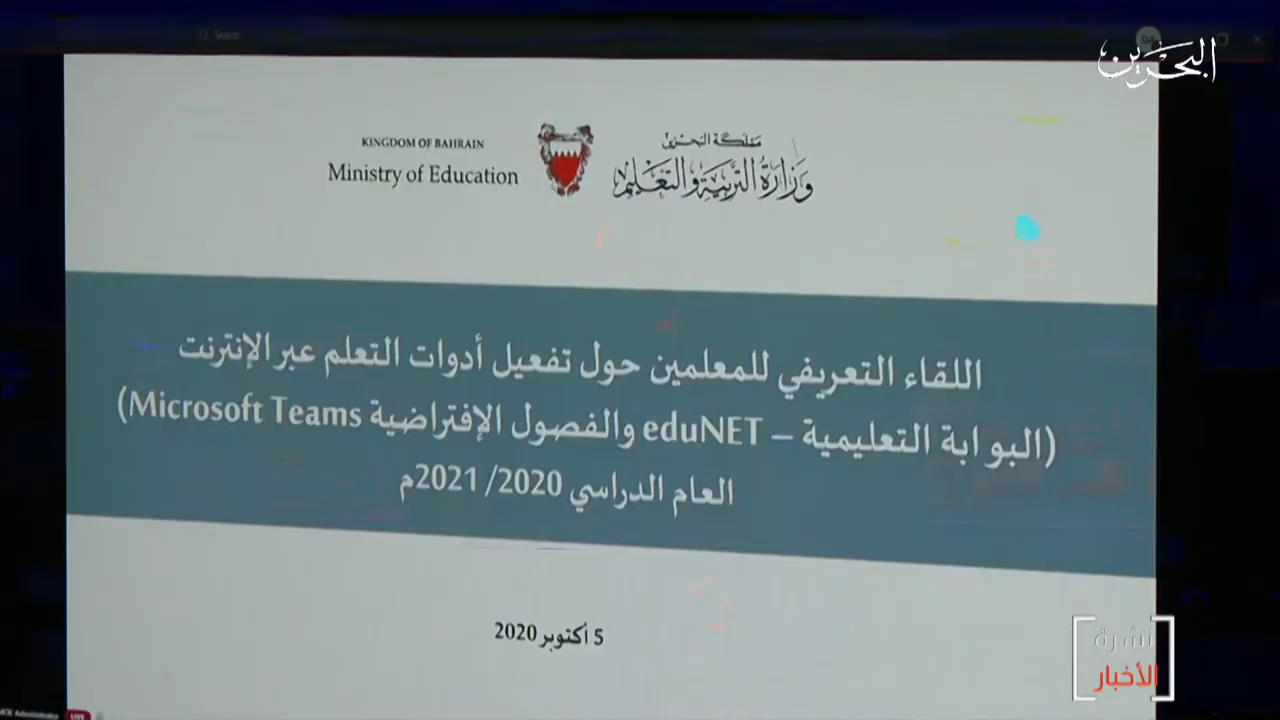 Search
البحرين
KINGDOM OF BAHRAIN
مملكة البحرين
Ministry of Education
وزارة التربية والتعليم
اللقاء التعريفي للمعلمين حول تفعيل أدوات التعلم عبر الإنترنت
(البوابة التعليمية – eduNET والفصول الإفتراضية Microsoft Teams)
العام الدراسي 2020/ 2021م
5 أكتوبر 2020
نشرة
الأخبار